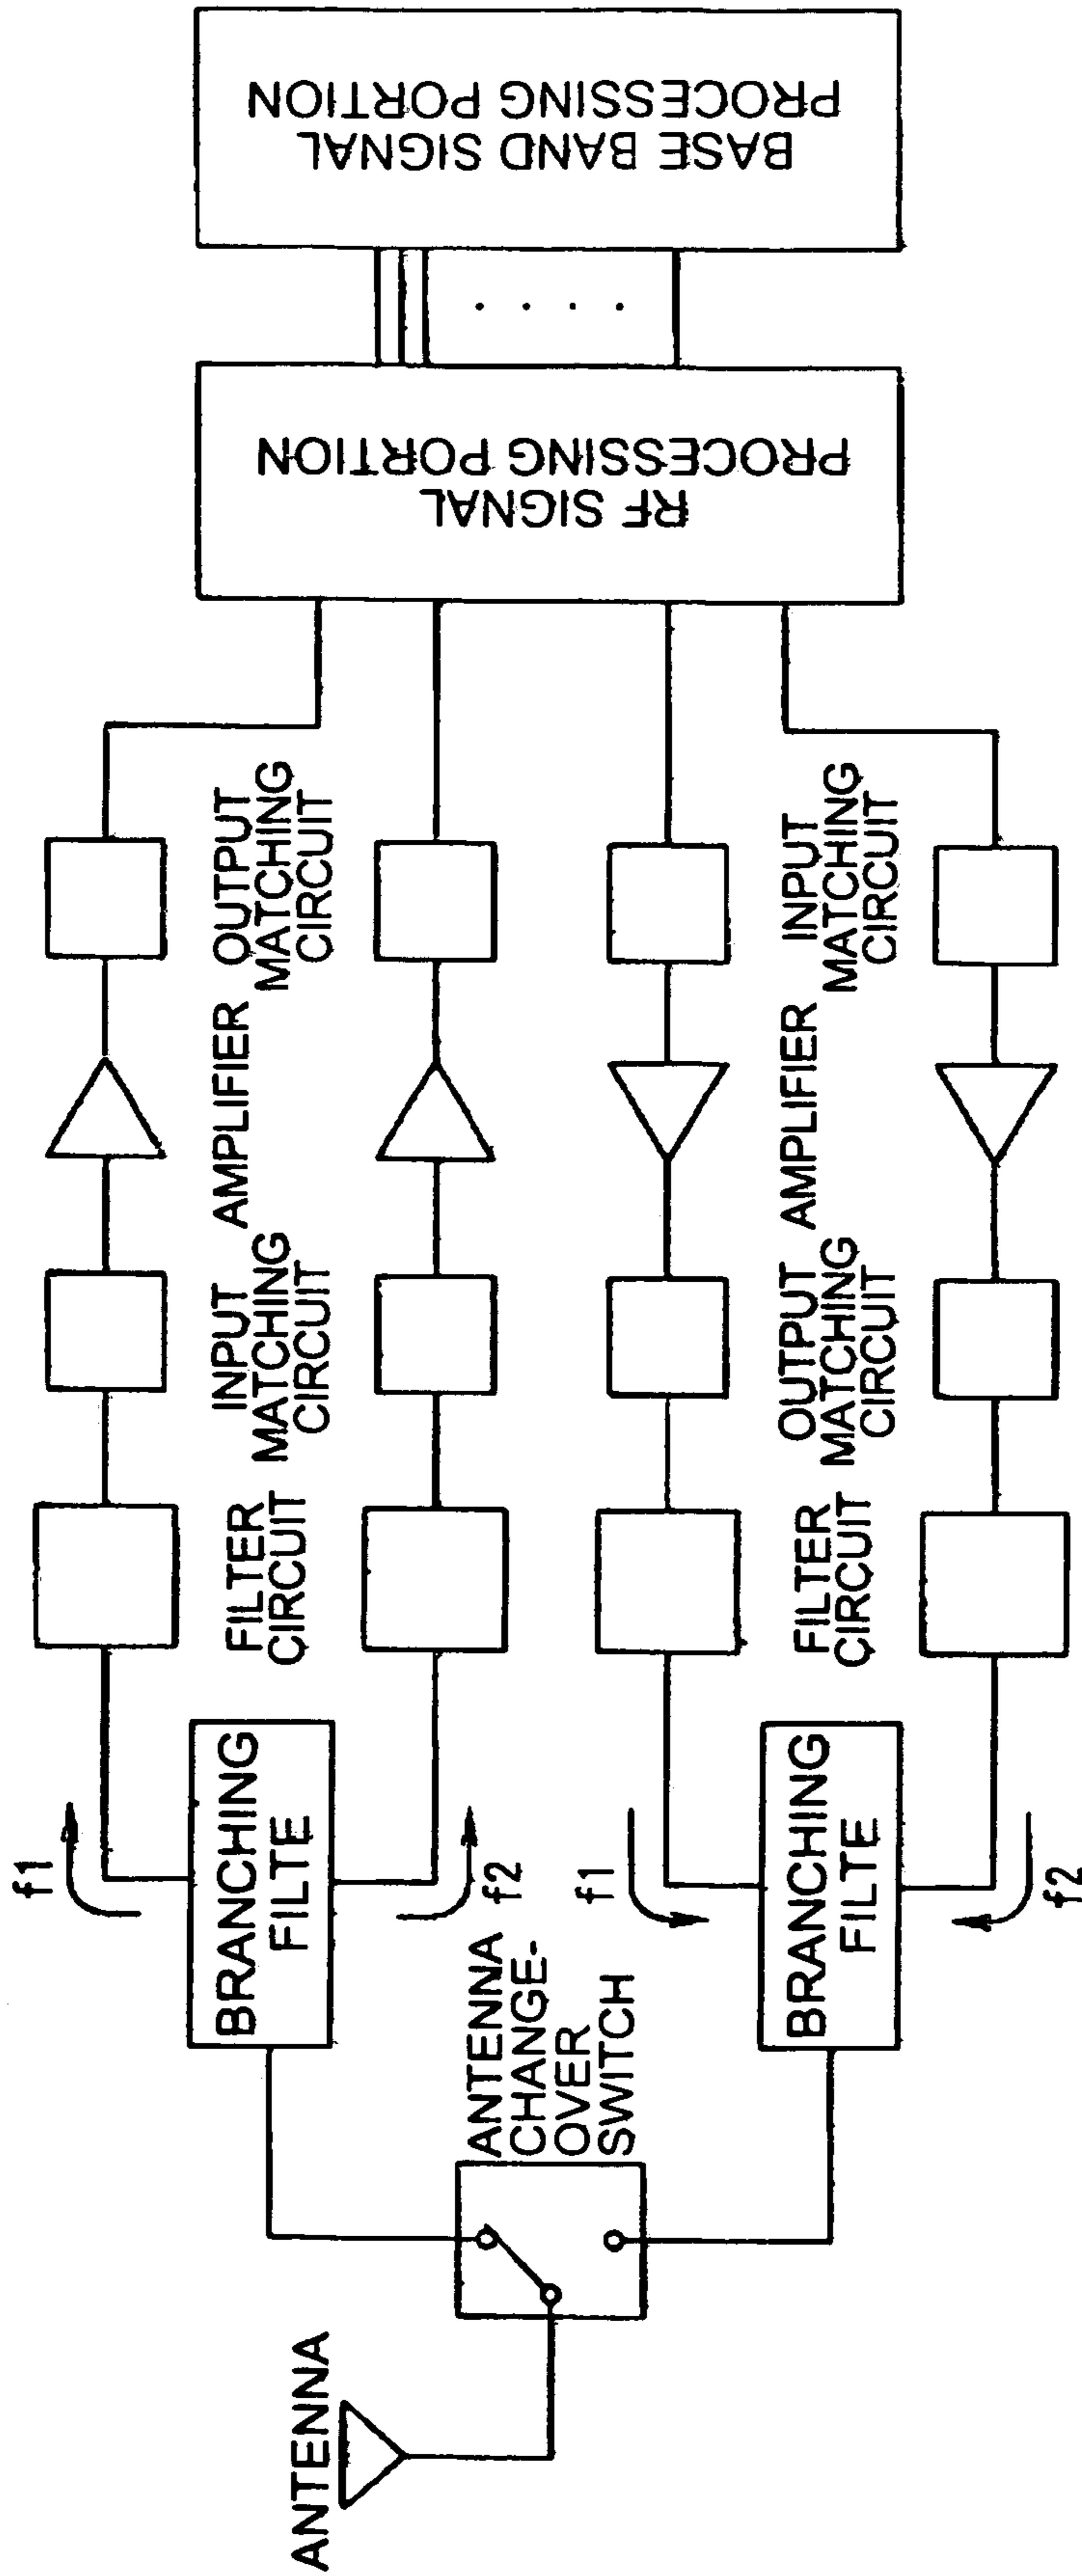 ANTENNA
ANTENNA
CHANGE-
OVER
SWITCH
f1
BRANCHING
FILTE
f2
f1
BRANCHING
FILTE
f2
FILTER
CIRCUIT
INPUT
MATCHING
CIRCUIT
AMPLIFIER
OUTPUT
MATCHING
CIRCUIT
FILTER
CIRCUIT
OUTPUT
MATCHING
CIRCUIT
AMPLIFIER
INPUT
MATCHING
CIRCUIT
RF SIGNAL
PROCESSING PORTION
BASE BAND SIGNAL
PROCESSING PORTION